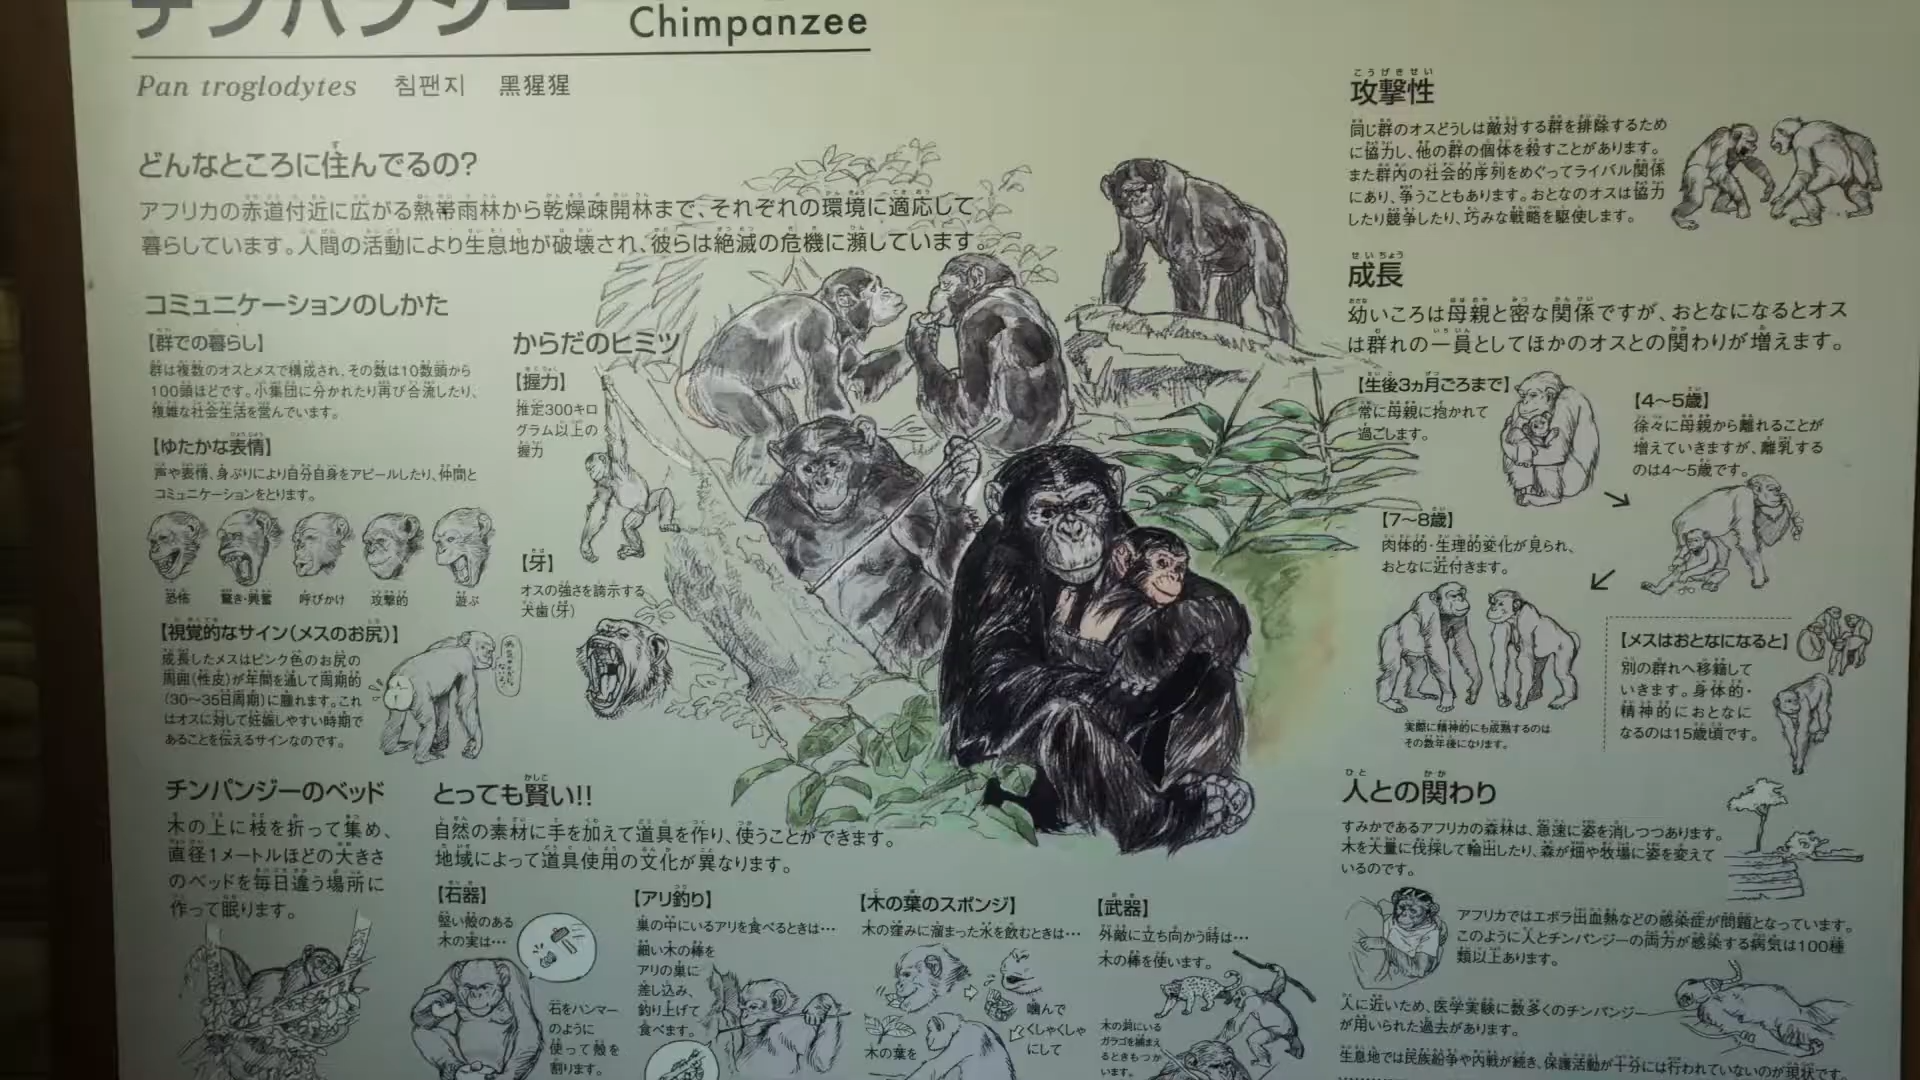 チンパンジー
Chimpanzee
Pan troglodytes 침팬지 黑猩猩
どんなところに住んでるの?
アフリカの赤道付近に広がる熱帯雨林から乾燥疎開林まで、それぞれの環境に適応して
暮らしています。人間の活動により生息地が破壊され、彼らは絶滅の危機に瀕しています。
コミュニケーションのしかた
【群での暮らし】
群は複数のオスとメスで構成され、その数は10数頭から
100頭ほどです。小集団に分かれたり再び合流したり、
複雑な社会生活を営んでいます。
【ゆたかな表情】
声や表情、身ぶりにより自分自身をアピールしたり、仲間と
コミュニケーションをとります。
恐怖 驚き・興奮 呼びかけ 攻撃的 遊ぶ
【視覚的なサイン(メスのお尻)】
成長したメスはピンク色のお尻の
周囲(性皮)が年間を通して周期的
(30〜35日周期)に腫れます。これ
はオスに対して妊娠しやすい時期で
あることを伝えるサインなのです。
からだのヒミツ
【握力】
推定300キロ
グラム以上の
握力
【牙】
オスの強さを誇示する
犬歯(牙)
チンパンジーのベッド
木の上に枝を折って集め、
直径1メートルほどの大きさ
のベッドを毎日違う場所に
作って眠ります。
とっても賢い!!
自然の素材に手を加えて道具を作り、使うことができます。
地域によって道具使用の文化が異なります。
【石器】
堅い殻のある
木の実は…
石をハンマー
のように
使って殻を
割ります。
【アリ釣り】
巣の中にいるアリを食べるときは…
細い木の棒を
アリの巣に
差し込み、
釣り上げて
食べます。
【木の葉のスポンジ】
木の窪みに溜まった水を飲むときは…
噛んで
くしゃくしゃ
にして
木の葉を
【武器】
外敵に立ち向かう時は…
木の棒を使います。
木の洞にいる
ガラゴを捕まえ
るときもつか
います。
攻撃性
同じ群のオスどうしは敵対する群を排除するため
に協力し、他の群の個体を殺すことがあります。
また群内の社会的序列をめぐってライバル関係
にあり、争うこともあります。おとなのオスは協力
したり競争したり、巧みな戦略を駆使します。
成長
幼いころは母親と密な関係ですが、おとなになるとオス
は群れの一員としてほかのオスとの関わりが増えます。
【生後3ヵ月ごろまで】
常に母親に抱かれて
過ごします。
【4〜5歳】
徐々に母親から離れることが
増えていきますが、離乳する
のは4〜5歳です。
【7〜8歳】
肉体的・生理的変化が見られ、
おとなに近付きます。
実際に精神的にも成熟するのは
その数年後になります。
【メスはおとなになると】
別の群れへ移籍して
いきます。身体的・
精神的におとなに
なるのは15歳頃です。
人との関わり
すみかであるアフリカの森林は、急速に姿を消しつつあります。
木を大量に伐採して輸出したり、森が畑や牧場に姿を変えて
いるのです。
アフリカではエボラ出血熱などの感染症が問題となっています。
このように人とチンパンジーの両方が感染する病気は100種
類以上あります。
人に近いため、医学実験に数多くのチンパンジー
が用いられた過去があります。
生息地では民族紛争や内戦が続き、保護活動が十分には行われていないのが現状です。